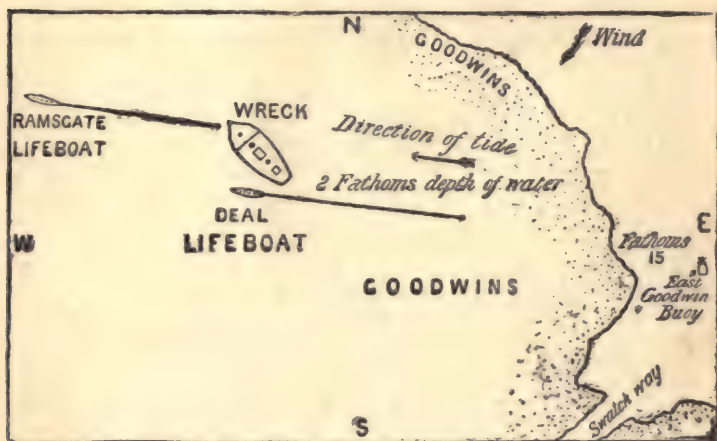 N
GOODWINS
Wind
RAMSGATE
LIFEBOAT
WRECK
Direction of tide
2 Fathoms depth of water
DEAL
LIFEBOAT
W
E
Fathoms
15
East
Goodwin
Buoy
GOODWINS
Swatch way
S